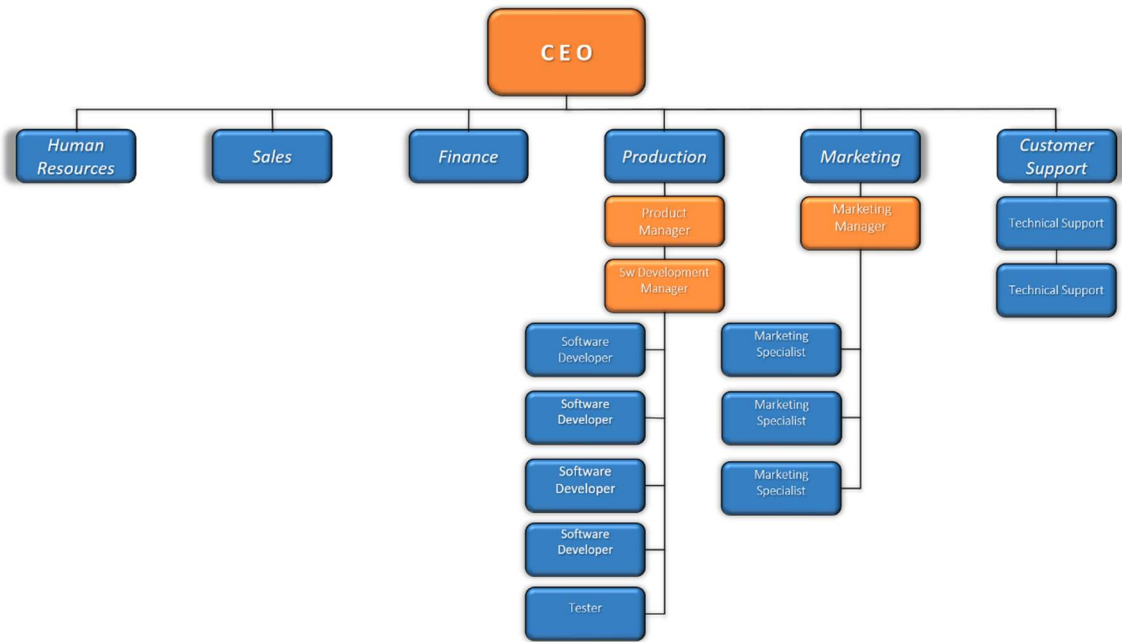 CEO
Human
Resources
Sales
Finance
Production
Marketing
Customer
Support
Product
Manager
Sw Development
Manager
Software
Developer
Software
Developer
Software
Developer
Software
Developer
Tester
Marketing
Manager
Marketing
Specialist
Marketing
Specialist
Marketing
Specialist
Technical Support
Technical Support